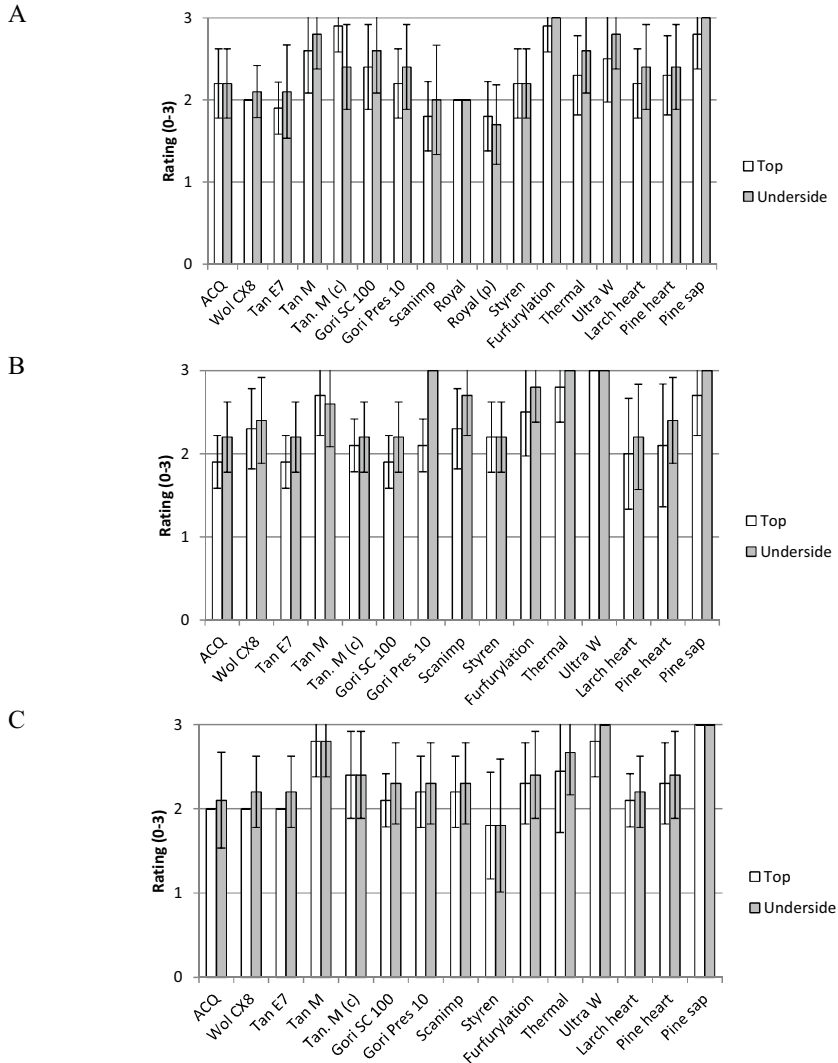 A
Rating (0-3)
3
2
1
0
ACQ
Wol CX8
Tan E7
Tan M
Tan. M (c)
Gori SC 100
Gori Pres 10
Scanimp
Royal
Royal (p)
Styren
Furfurylation
Thermal
Ultra W
Larch heart
Pine heart
Pine sap
Top
Underside
B
Rating (0-3)
3
2
1
0
ACQ
Wol CX8
Tan E7
Tan M
Tan. M (c)
Gori SC 100
Gori Pres 10
Scanimp
Styren
Furfurylation
Thermal
Ultra W
Larch heart
Pine heart
Pine sap
Top
Underside
C
Rating (0-3)
3
2
1
0
ACQ
Wol CX8
Tan E7
Tan M
Tan. M (c)
Gori SC 100
Gori Pres 10
Scanimp
Styren
Furfurylation
Thermal
Ultra W
Larch heart
Pine heart
Pine sap
Top
Underside